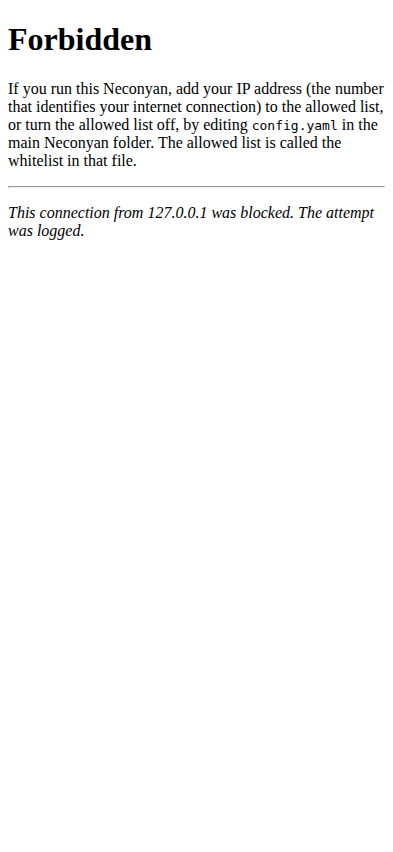 Forbidden
If you run this Neconyan, add your IP address (the number
that identifies your internet connection) to the allowed list,
or turn the allowed list off, by editing config.yaml in the
main Neconyan folder. The allowed list is called the
whitelist in that file.
This connection from 127.0.0.1 was blocked. The attempt
was logged.